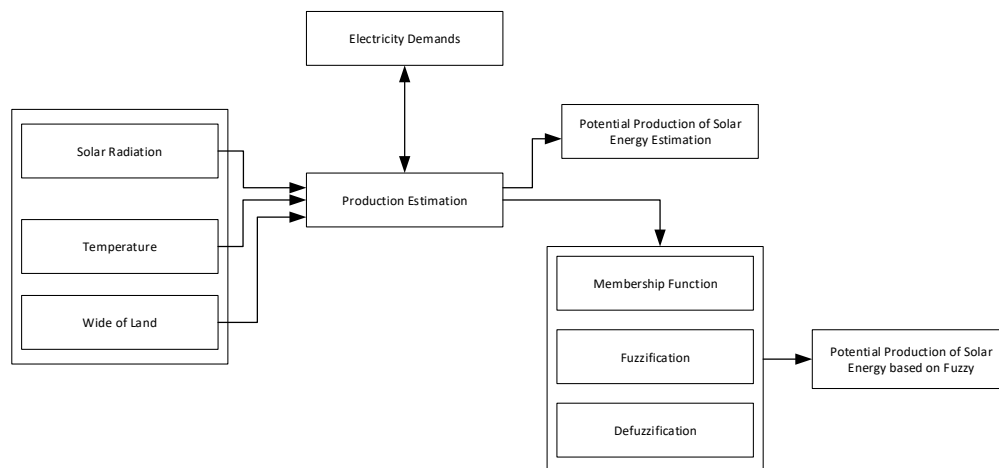 Electricity Demands
Solar Radiation
Potential Production of Solar
Energy Estimation
Production Estimation
Temperature
Wide of Land
Membership Function
Fuzzification
Potential Production of Solar
Energy based on Fuzzy
Defuzzification